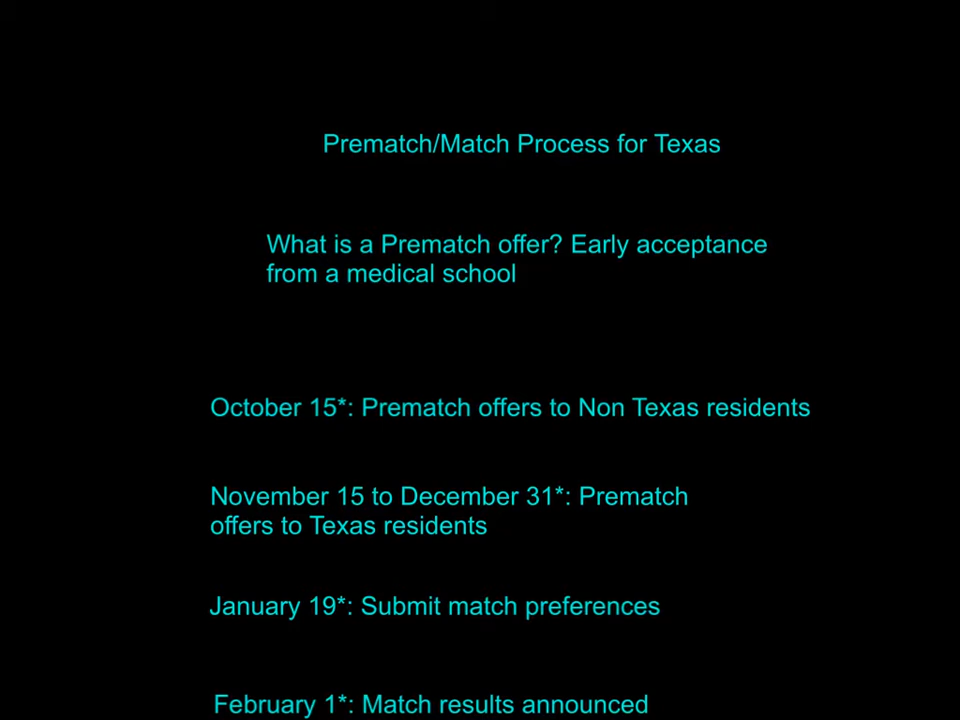 Prematch/Match Process for Texas
What is a Prematch offer? Early acceptance
from a medical school
October 15*: Prematch offers to Non Texas residents
November 15 to December 31*: Prematch
offers to Texas residents
January 19*: Submit match preferences
February 1*: Match results announced